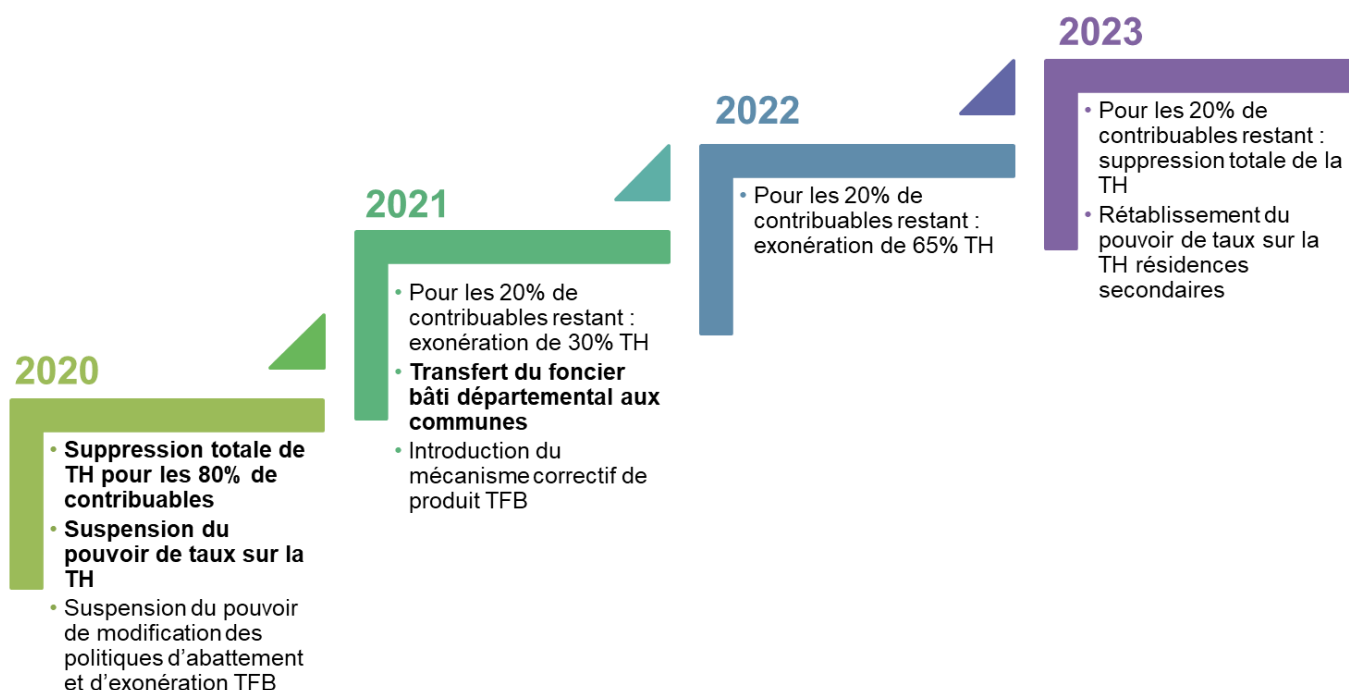 2020
• Suppression totale de
TH pour les 80% de
contribuables
• Suspension du
pouvoir de taux sur la
TH
• Suspension du pouvoir
de modification des
politiques d’abattement
et d’exonération TFB
2021
• Pour les 20% de
contribuables restant :
exonération de 30% TH
• Transfert du foncier
bâti départemental aux
communes
• Introduction du
mécanisme correctif de
produit TFB
2022
• Pour les 20% de
contribuables restant :
exonération de 65% TH
2023
• Pour les 20% de
contribuables restant :
suppression totale de la
TH
• Rétablissement du
pouvoir de taux sur la
TH résidences
secondaires